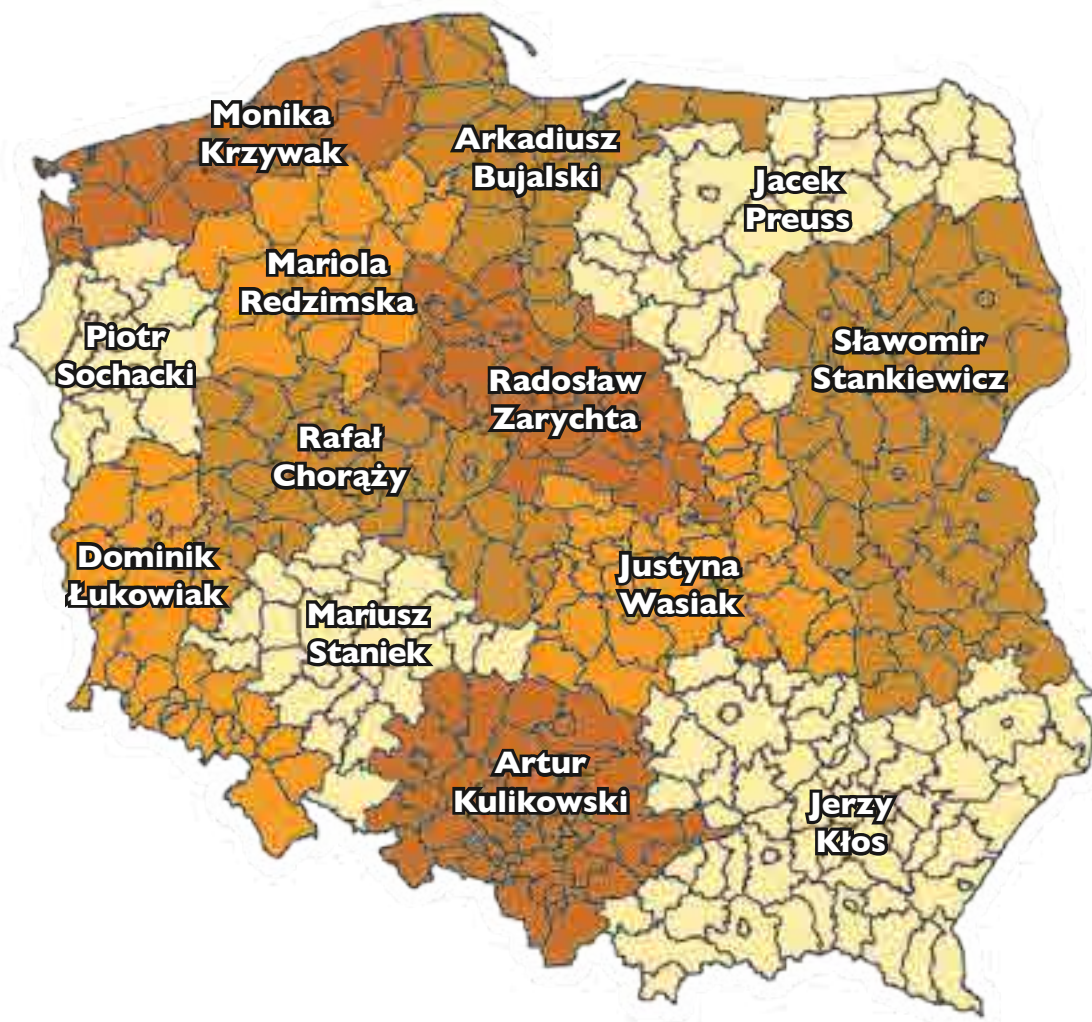 Monika
Krzywak
Arkadiusz
Bujalski
Jacek
Preuss
Mariola
Redzimska
Piotr
Sochacki
Sławomir
Stankiewicz
Radosław
Zarychta
Rafał
Chorąży
Dominik
Łukowiak
Justyna
Wasiak
Mariusz
Staniek
Artur
Kulikowski
Jerzy
Kłos